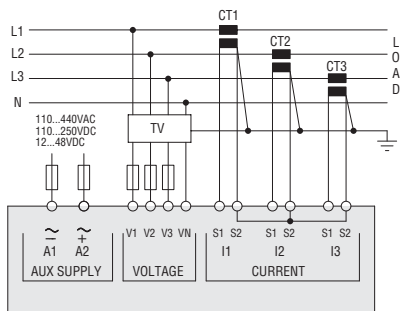 CT1
L1
L
CT2
L2
O
CT3
L3
A
N
D
110...440VAC
110...250VDC
12...48VDC
TV
~ ~ V1 V2 V3 VN S1 S2 S1 S2 S1 S2
– +
A1 A2 I1 I2 I3
AUX SUPPLY VOLTAGE CURRENT